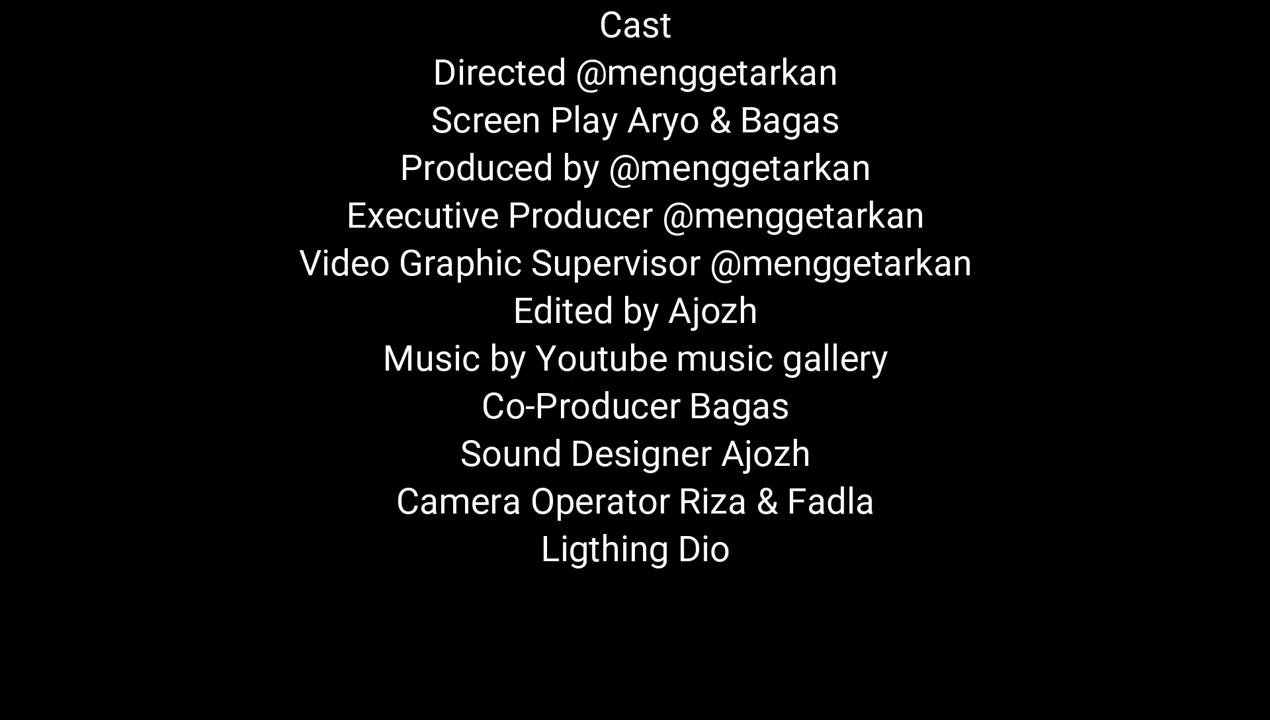 Cast
Directed @menggetarkan
Screen Play Aryo & Bagas
Produced by @menggetarkan
Executive Producer @menggetarkan
Video Graphic Supervisor @menggetarkan
Edited by Ajozh
Music by Youtube music gallery
Co-Producer Bagas
Sound Designer Ajozh
Camera Operator Riza & Fadla
Ligthing Dio